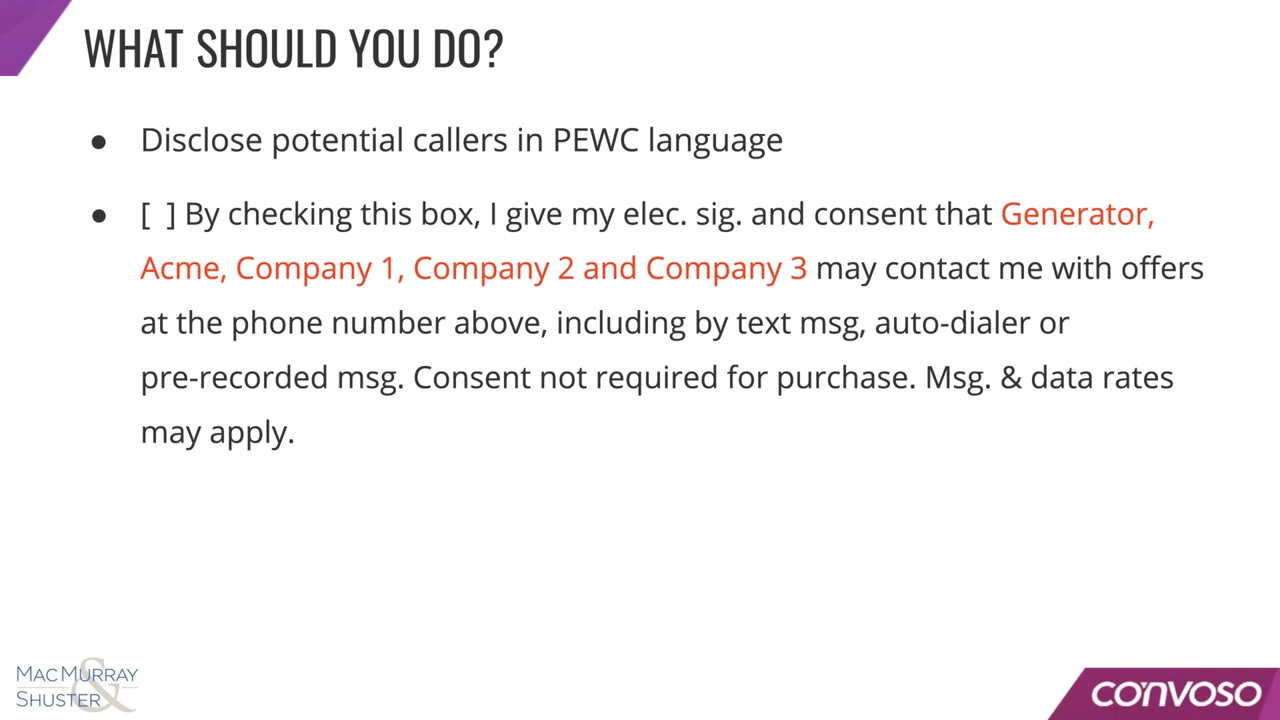 WHAT SHOULD YOU DO?
● Disclose potential callers in PEWC language
● [ ] By checking this box, I give my elec. sig. and consent that Generator,
Acme, Company 1, Company 2 and Company 3 may contact me with offers
at the phone number above, including by text msg, auto-dialer or
pre-recorded msg. Consent not required for purchase. Msg. & data rates
may apply.
MACMURRAY
&
SHUSTER
CONVOSO